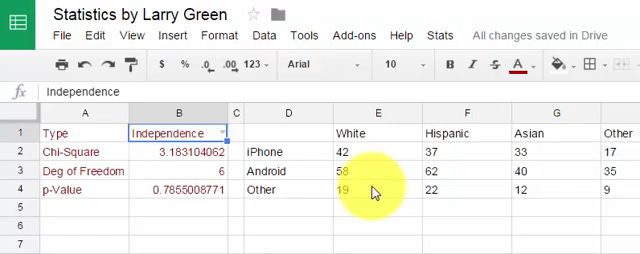 Statistics by Larry Green
File Edit View Insert Format Data Tools Add-ons Help Stats All changes saved in Drive
$ % .0 .00 123 Arial 10 B I S A
fx Independence
A B C D E F G
1 Type Independence White Hispanic Asian Other
2 Chi-Square 3.183104062 iPhone 42 37 33 17
3 Deg of Freedom 6 Android 58 62 40 35
4 p-Value 0.7855008771 Other 19 22 12 9
5
6
7